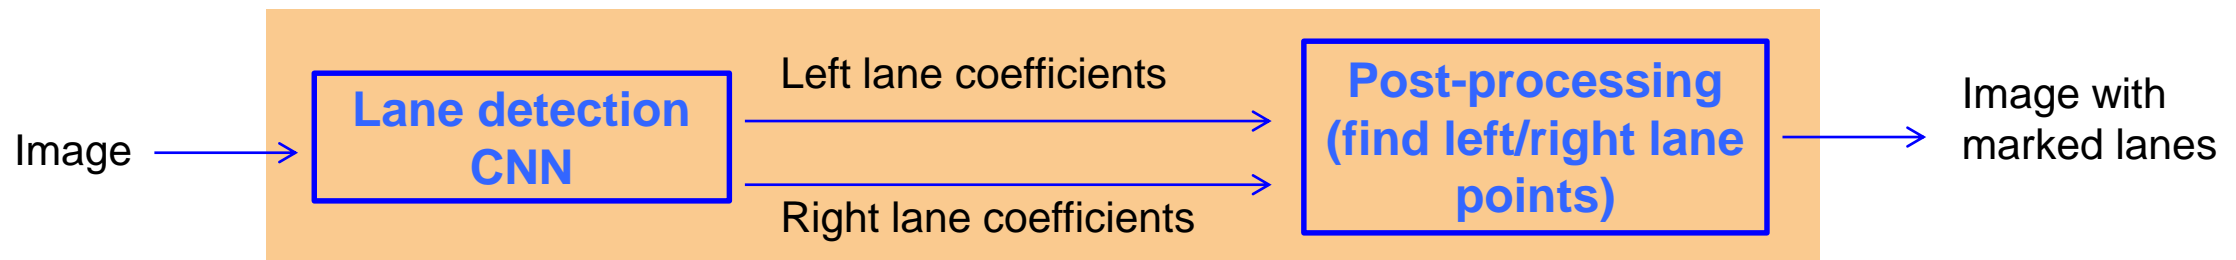 Image
Lane detection
CNN
Left lane coefficients
Right lane coefficients
Post-processing
(find left/right lane
points)
Image with
marked lanes